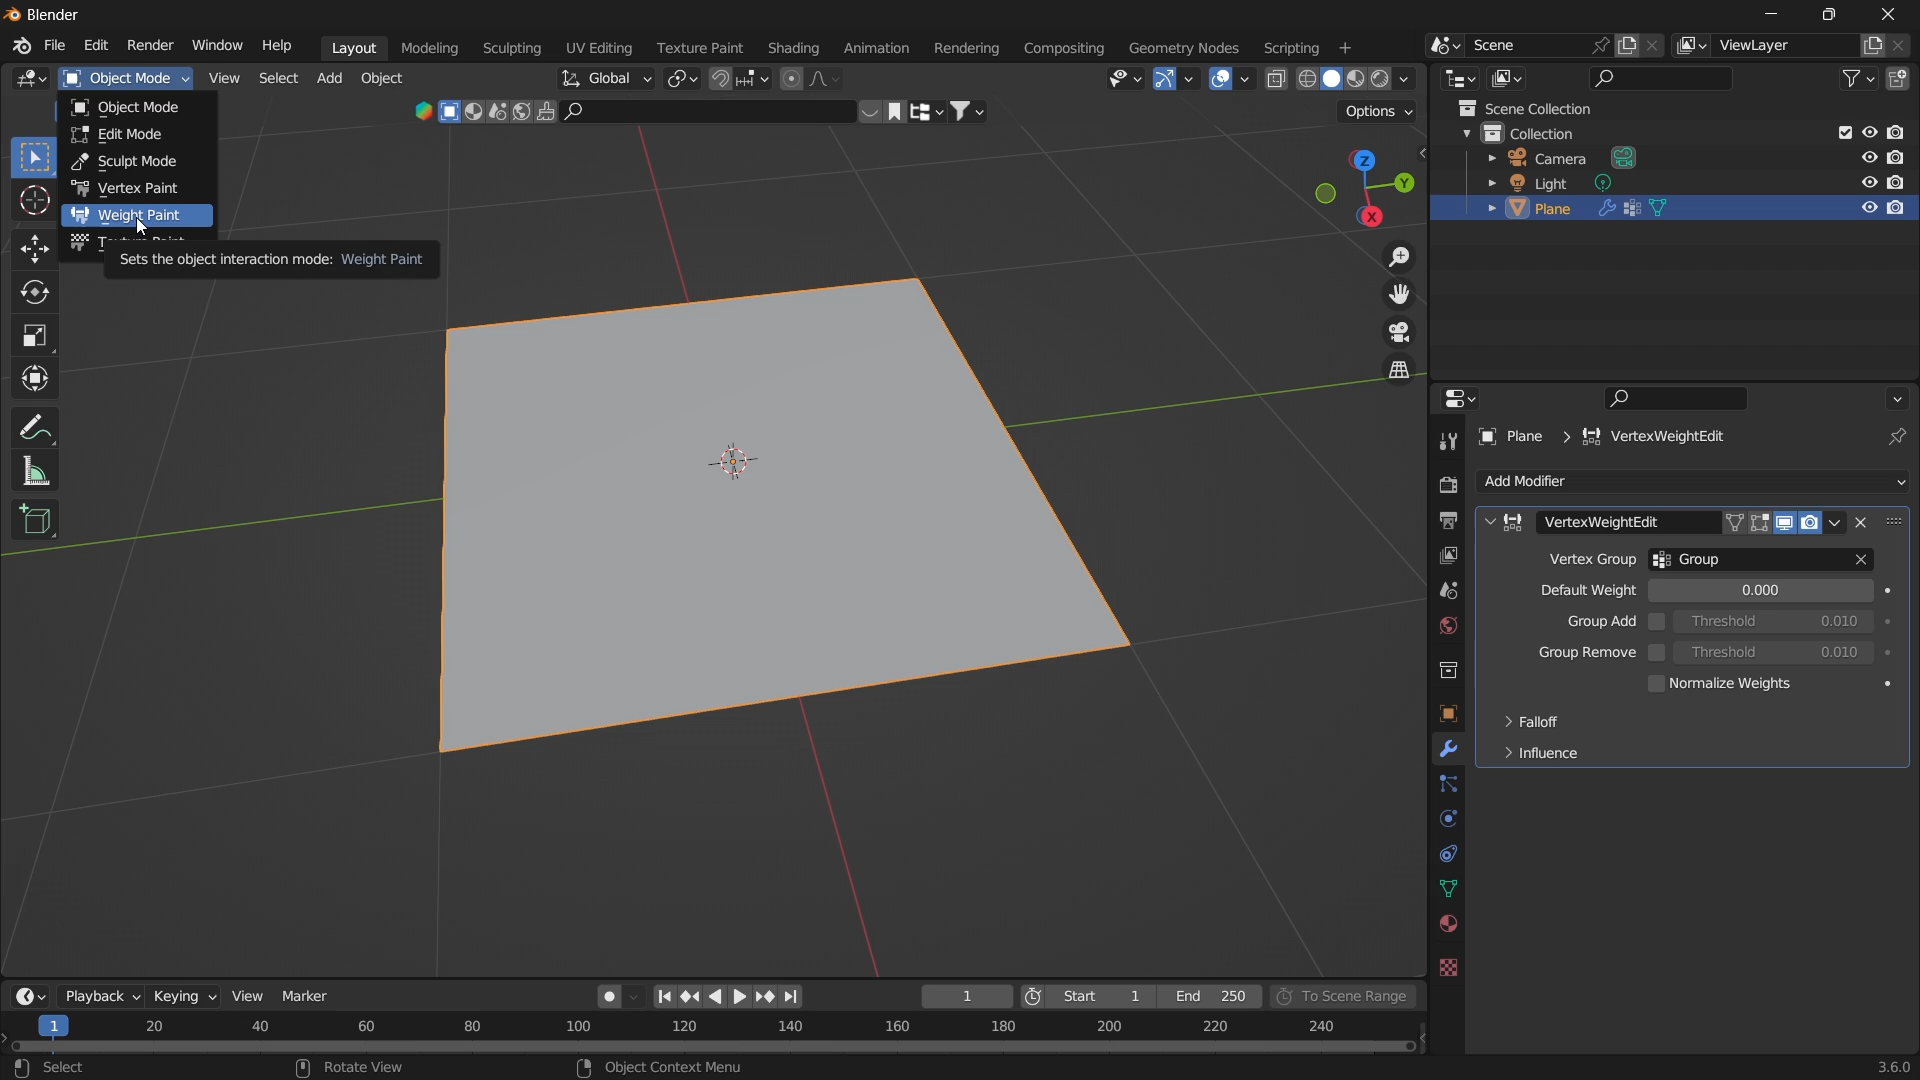 Blender
File Edit Render Window Help Layout Modeling Sculpting UV Editing Texture Paint Shading Animation Rendering Compositing Geometry Nodes Scripting + Scene ViewLayer
Object Mode View Select Add Object Global
Options
Object Mode
Edit Mode
Sculpt Mode
Vertex Paint
Weight Paint
Texture Paint
Sets the object interaction mode: Weight Paint
Z
Y
X
Scene Collection
Collection
Camera
Light
Plane
Plane > VertexWeightEdit
Add Modifier
VertexWeightEdit
Vertex Group Group
Default Weight 0.000
Group Add Threshold 0.010
Group Remove Threshold 0.010
Normalize Weights
Falloff
Influence
Playback Keying View Marker 1 Start 1 End 250 To Scene Range
1 20 40 60 80 100 120 140 160 180 200 220 240
Select Rotate View Object Context Menu 3.6.0